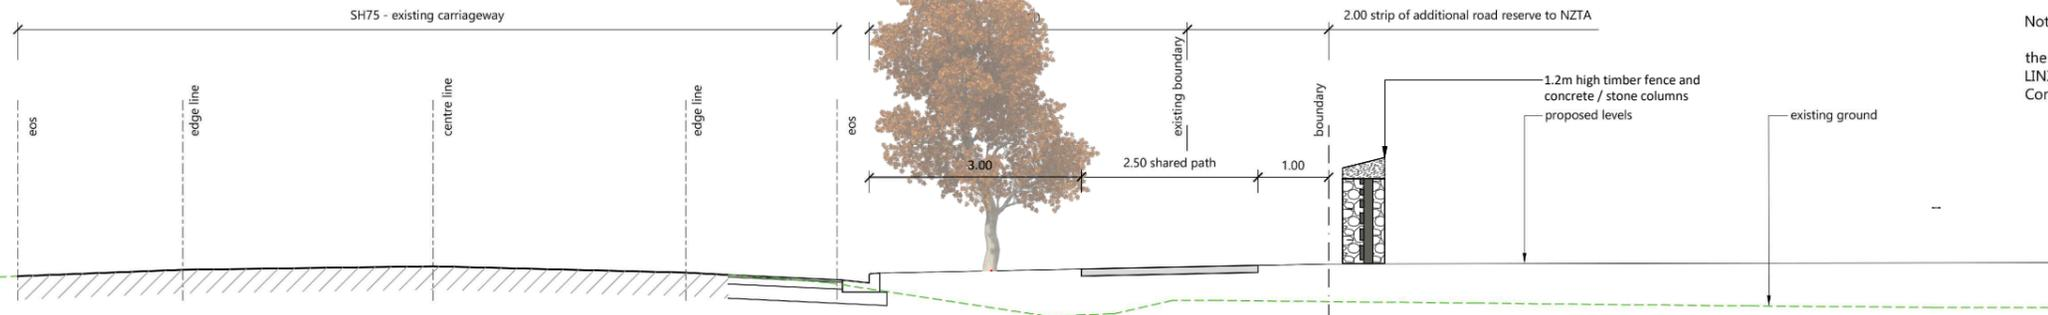 SH75 - existing carriageway
2.00 strip of additional road reserve to NZTA
Not
the
LIN
Cor
eos
edge line
centre line
edge line
eos
existing boundary
boundary
1.2m high timber fence and
concrete / stone columns
proposed levels
existing ground
3.00
2.50 shared path
1.00